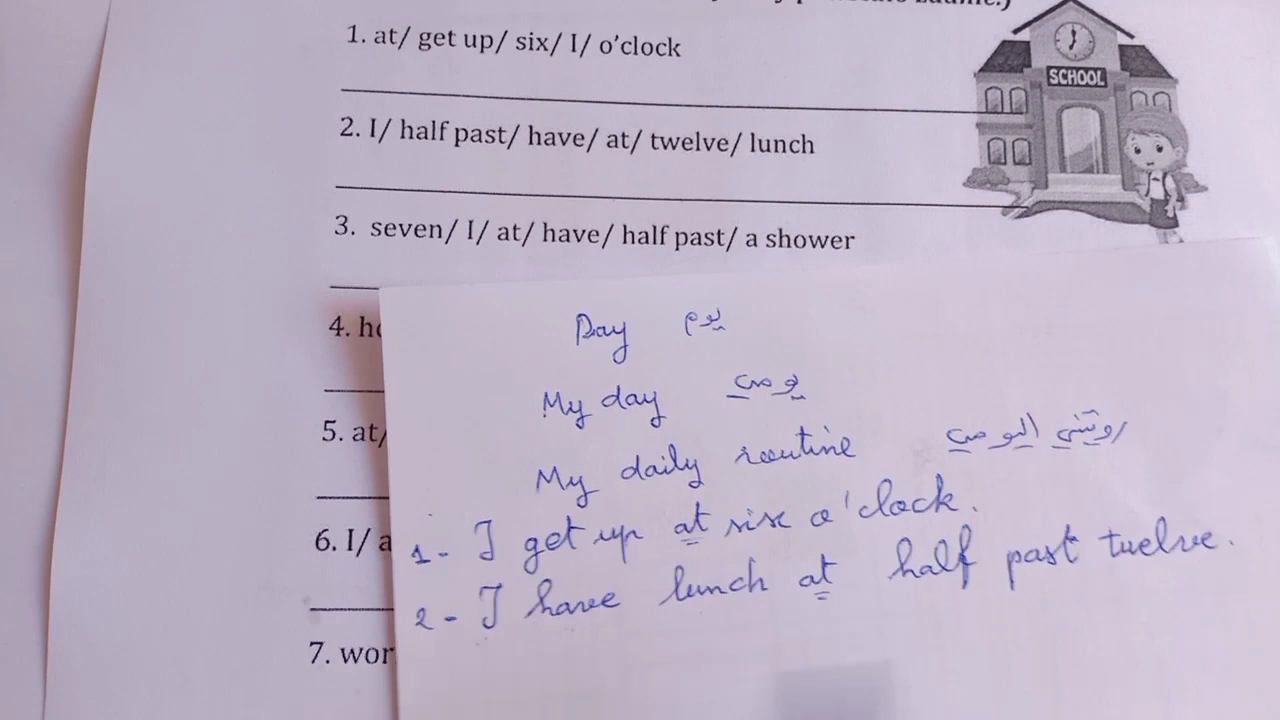 SCHOOL
1. at/ get up/ six/ I/ o'clock
2. I/ half past/ have/ at/ twelve/ lunch
3. seven/ I/ at/ have/ half past/ a shower
4.
5. at/
6. I/ a
7. wor
Day يوم
My day يومي
My daily routine روتيني اليومي
1 - I get up at six o'clock.
2 - I have lunch at half past twelve.